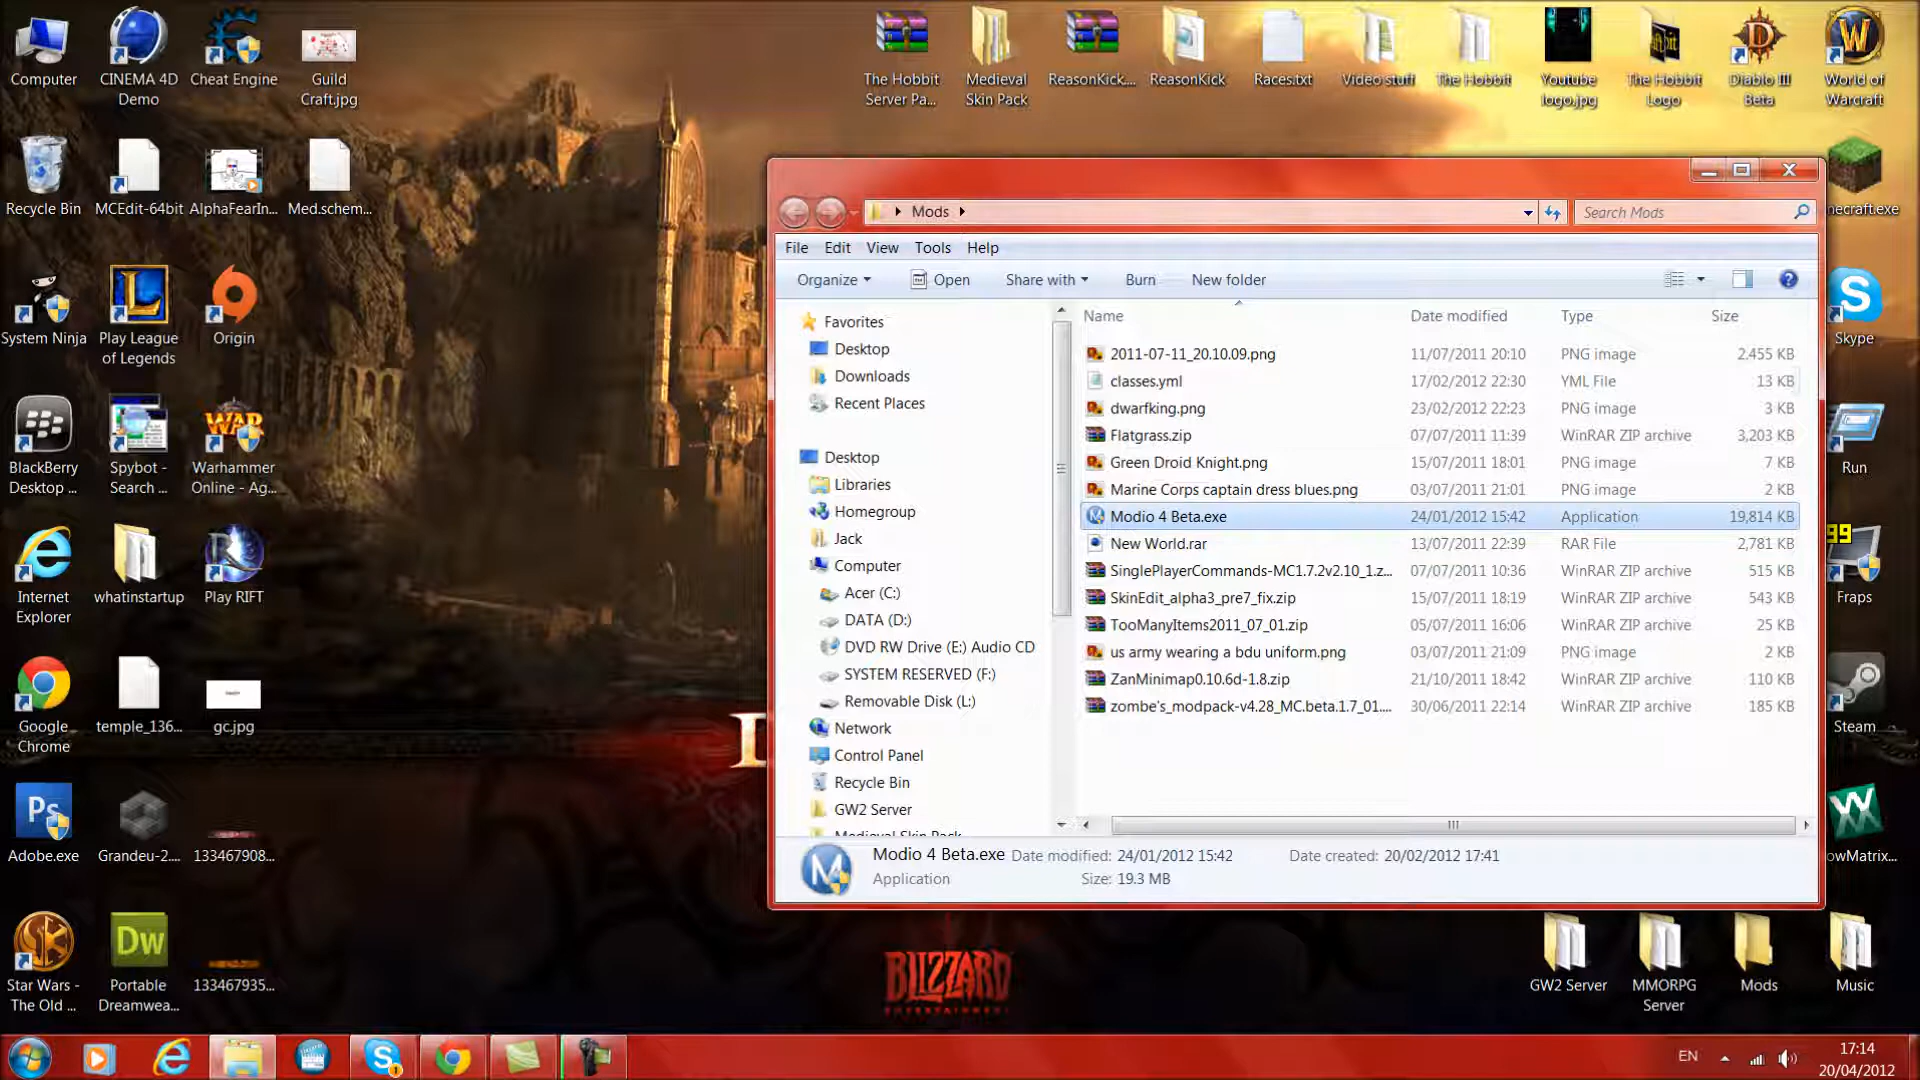 Computer
CINEMA 4D
Demo
Cheat Engine
Guild
Craft.jpg
The Hobbit
Server Pa...
Medieval
Skin Pack
ReasonKick...
ReasonKick
Races.txt
Video stuff
The Hobbit
Youtube
logo.jpg
The Hobbit
Logo
Diablo III
Beta
World of
Warcraft
Recycle Bin
MCEdit-64bit
AlphaFearIn...
Med.schem...
necraft.exe
System Ninja
Play League
of Legends
Origin
Skype
BlackBerry
Desktop ...
Spybot -
Search ...
Warhammer
Online - Ag...
Run
Internet
Explorer
whatinstartup
Play RIFT
99
Fraps
Google
Chrome
temple_136...
gc.jpg
Steam
Adobe.exe
Grandeu-2....
133467908...
owMatrix...
Star Wars -
The Old ...
Portable
Dreamwea...
133467935...
GW2 Server
MMORPG
Server
Mods
Music
Mods
Search Mods
File Edit View Tools Help
Organize Open Share with Burn New folder
Favorites
Desktop
Downloads
Recent Places
Desktop
Libraries
Homegroup
Jack
Computer
Acer (C:)
DATA (D:)
DVD RW Drive (E:) Audio CD
SYSTEM RESERVED (F:)
Removable Disk (L:)
Network
Control Panel
Recycle Bin
GW2 Server
Medieval Skin Pack
Name Date modified Type Size
2011-07-11_20.10.09.png 11/07/2011 20:10 PNG image 2,455 KB
classes.yml 17/02/2012 22:30 YML File 13 KB
dwarfking.png 23/02/2012 22:23 PNG image 3 KB
Flatgrass.zip 07/07/2011 11:39 WinRAR ZIP archive 3,203 KB
Green Droid Knight.png 15/07/2011 18:01 PNG image 7 KB
Marine Corps captain dress blues.png 03/07/2011 21:01 PNG image 2 KB
Modio 4 Beta.exe 24/01/2012 15:42 Application 19,814 KB
New World.rar 13/07/2011 22:39 RAR File 2,781 KB
SinglePlayerCommands-MC1.7.2v2.10_1.z... 07/07/2011 10:36 WinRAR ZIP archive 515 KB
SkinEdit_alpha3_pre7_fix.zip 15/07/2011 18:19 WinRAR ZIP archive 543 KB
TooManyItems2011_07_01.zip 05/07/2011 16:06 WinRAR ZIP archive 25 KB
us army wearing a bdu uniform.png 03/07/2011 21:09 PNG image 2 KB
ZanMinimap0.10.6d-1.8.zip 21/10/2011 18:42 WinRAR ZIP archive 110 KB
zombe's_modpack-v4.28_MC.beta.1.7_01.... 30/06/2011 22:14 WinRAR ZIP archive 185 KB
Modio 4 Beta.exe Date modified: 24/01/2012 15:42 Date created: 20/02/2012 17:41
Application Size: 19.3 MB
BLIZZARD
ENTERTAINMENT
EN
17:14
20/04/2012